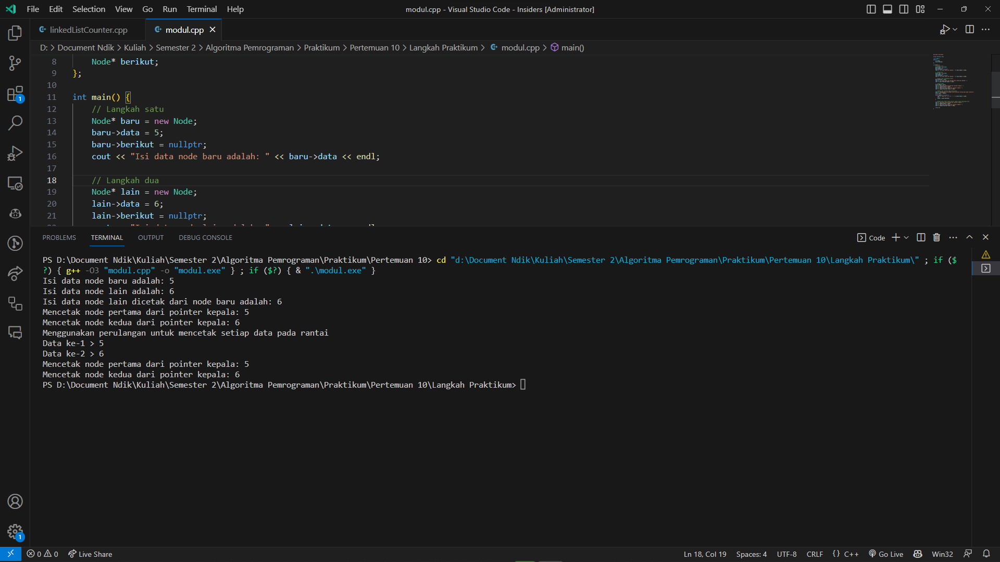 File Edit Selection View Go Run Terminal Help
modul.cpp - Visual Studio Code - Insiders [Administrator]
linkedListCounter.cpp
modul.cpp
D: > Document Ndik > Kuliah > Semester 2 > Algoritma Pemrograman > Praktikum > Pertemuan 10 > Langkah Praktikum > modul.cpp > main()
8 Node* berikut;
9 };
10
11 int main() {
12 // Langkah satu
13 Node* baru = new Node;
14 baru->data = 5;
15 baru->berikut = nullptr;
16 cout << "Isi data node baru adalah: " << baru->data << endl;
17
18 // Langkah dua
19 Node* lain = new Node;
20 lain->data = 6;
21 lain->berikut = nullptr;
PROBLEMS TERMINAL OUTPUT DEBUG CONSOLE
Code
PS D:\Document Ndik\Kuliah\Semester 2\Algoritma Pemrograman\Praktikum\Pertemuan 10> cd "d:\Document Ndik\Kuliah\Semester 2\Algoritma Pemrograman\Praktikum\Pertemuan 10\Langkah Praktikum\" ; if ($
?) { g++ -O3 "modul.cpp" -o "modul.exe" } ; if ($?) { & ".\modul.exe" }
Isi data node baru adalah: 5
Isi data node lain adalah: 6
Isi data node lain dicetak dari node baru adalah: 6
Mencetak node pertama dari pointer kepala: 5
Mencetak node kedua dari pointer kepala: 6
Menggunakan perulangan untuk mencetak setiap data pada rantai
Data ke-1 > 5
Data ke-2 > 6
Mencetak node pertama dari pointer kepala: 5
Mencetak node kedua dari pointer kepala: 6
PS D:\Document Ndik\Kuliah\Semester 2\Algoritma Pemrograman\Praktikum\Pertemuan 10\Langkah Praktikum>
1
1
0 0 Live Share
Ln 18, Col 19 Spaces: 4 UTF-8 CRLF {} C++ Go Live Win32